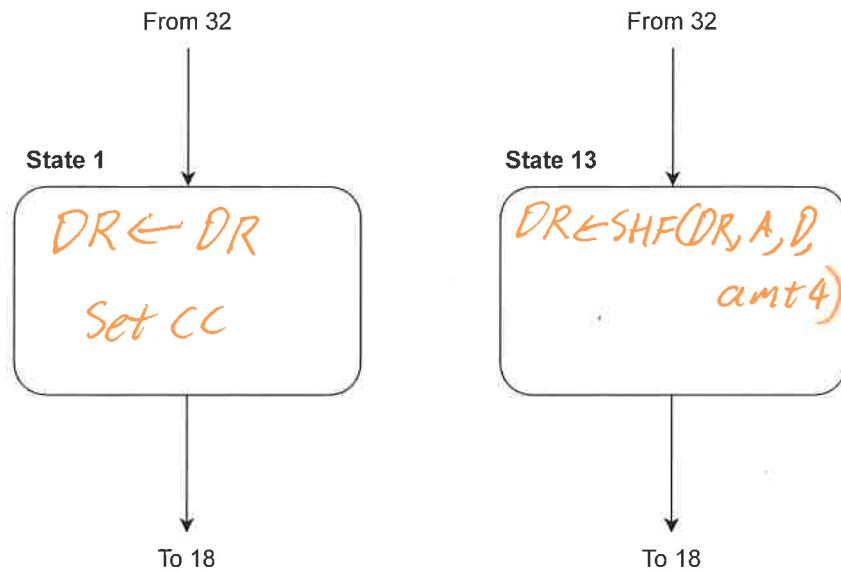 From 32
State 1
DR ← DR
Set CC
To 18
From 32
State 13
DR ← SHF(DR, A, D,
amt4)
To 18